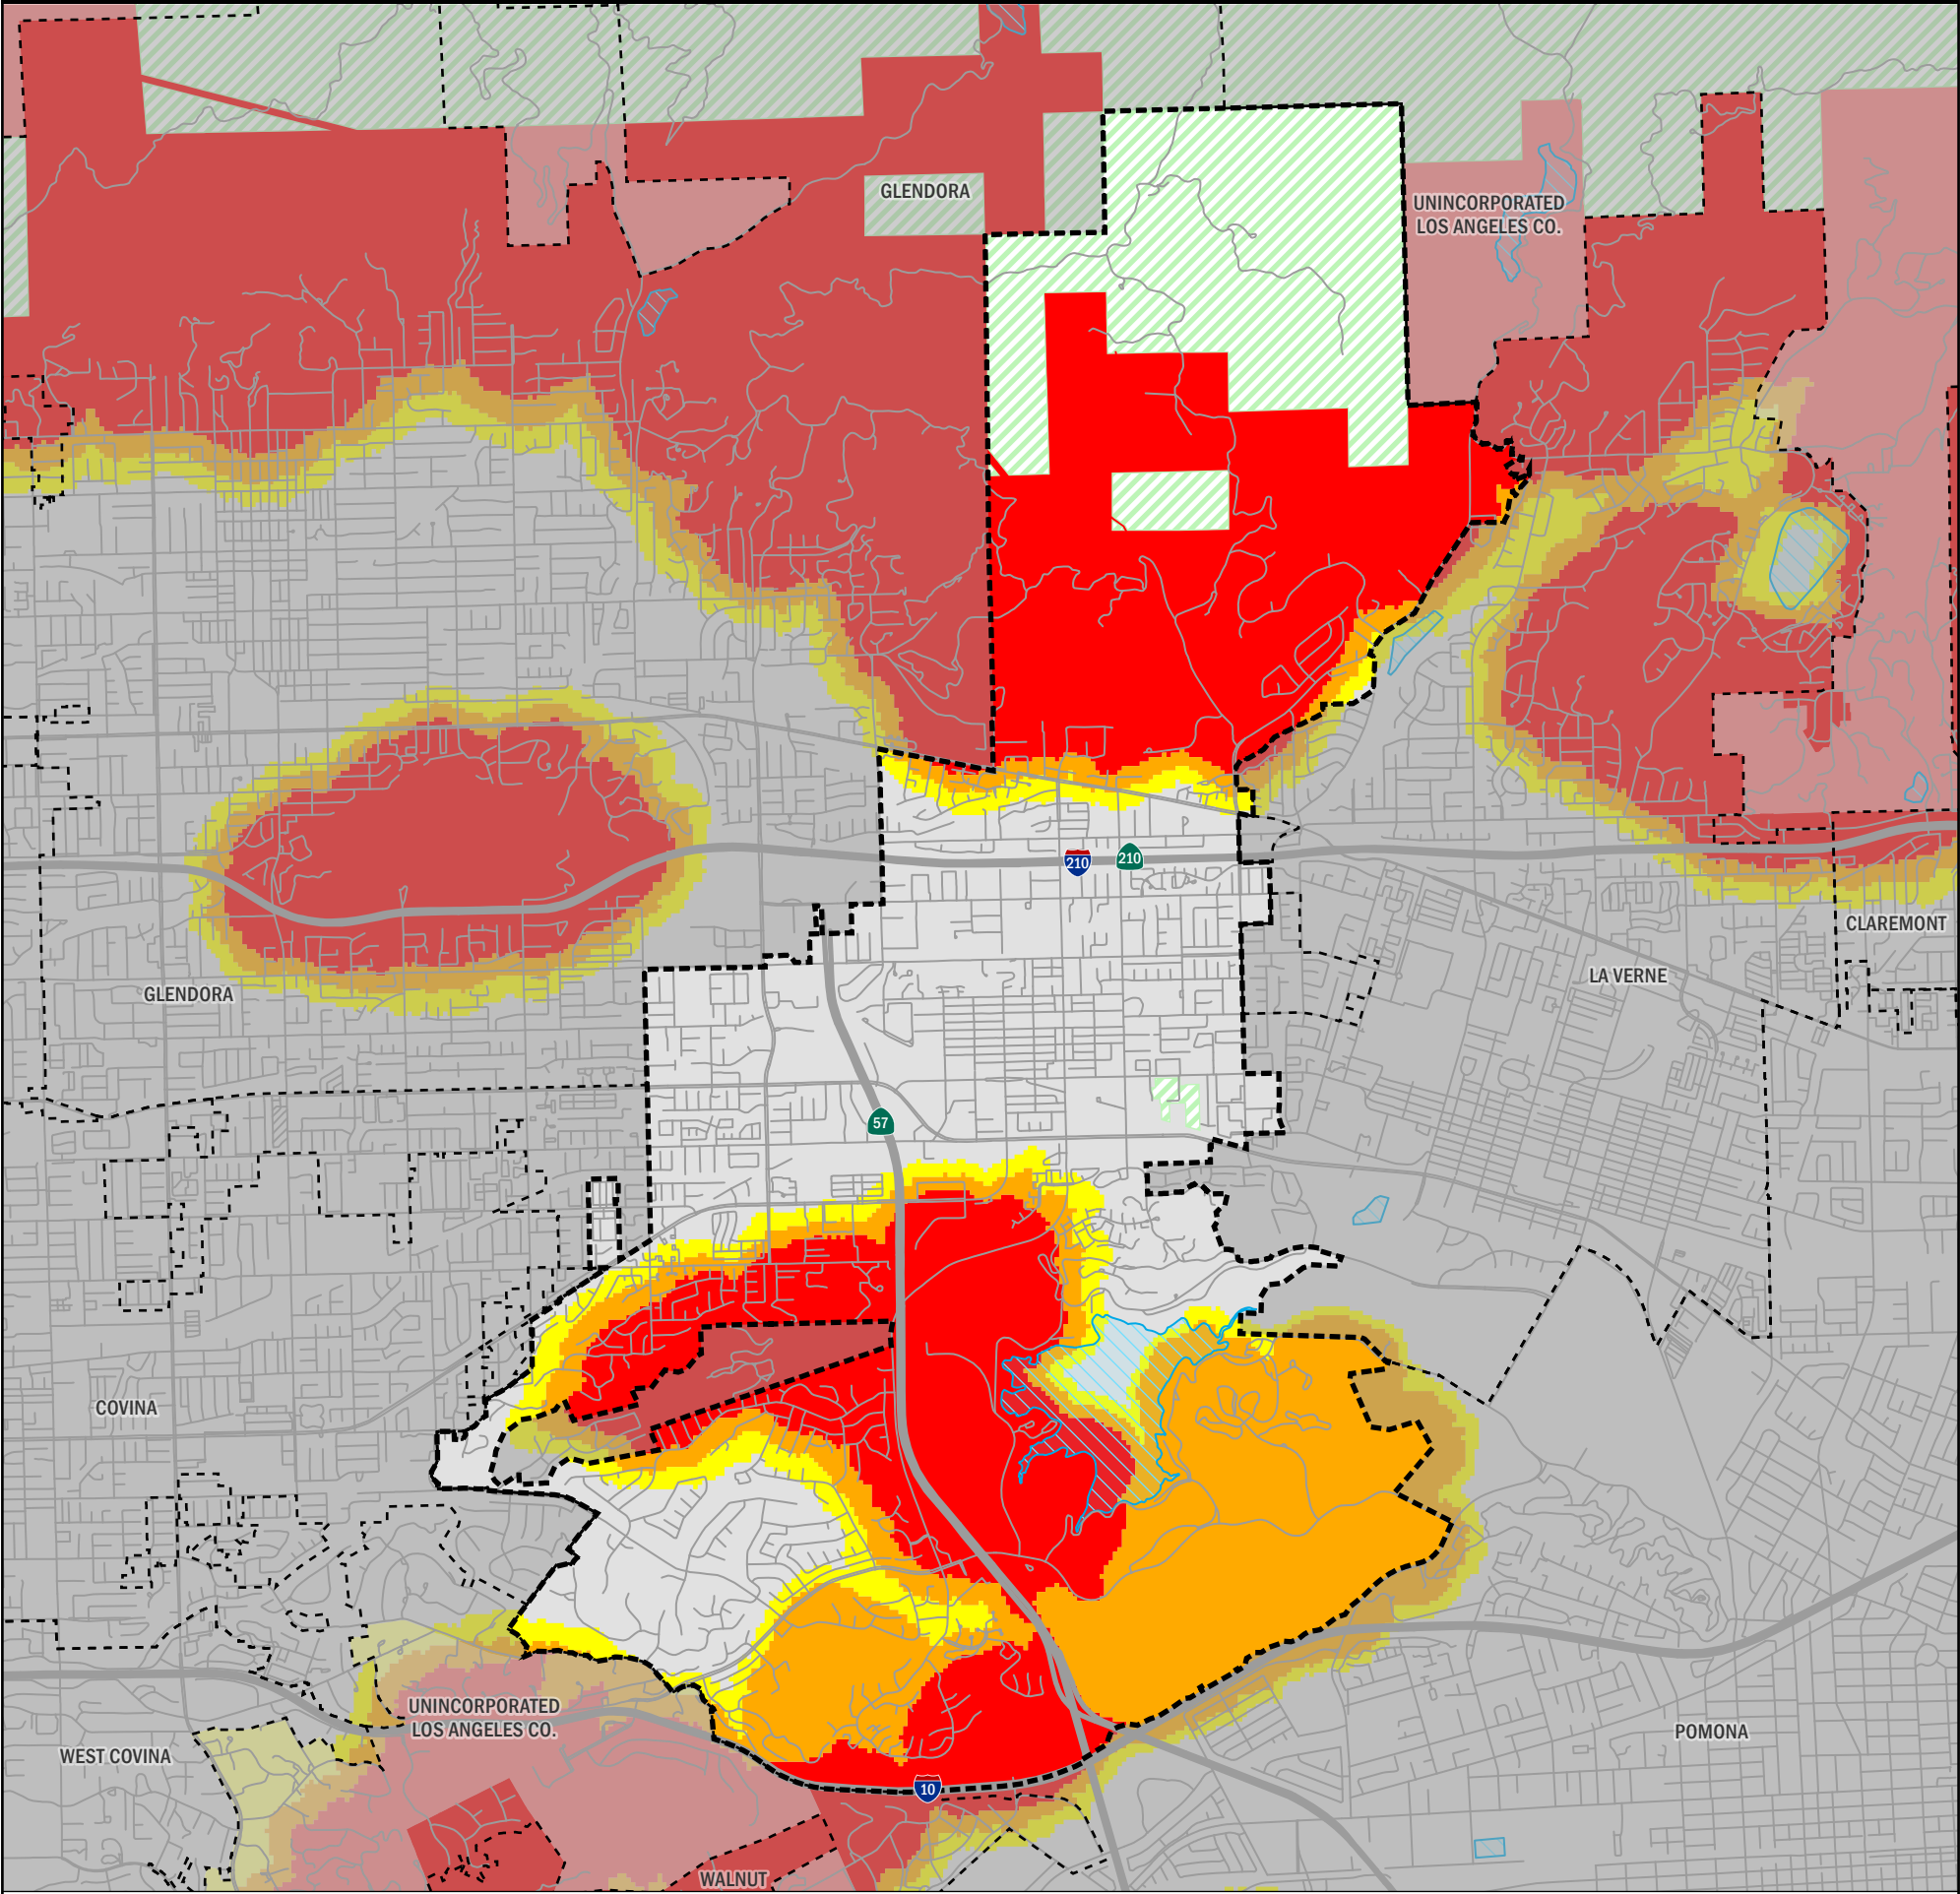 GLENDORA
UNINCORPORATED
LOS ANGELES CO.
210
210
CLAREMONT
LA VERNE
GLENDORA
57
COVINA
UNINCORPORATED
LOS ANGELES CO.
WEST COVINA
POMONA
10
WALNUT